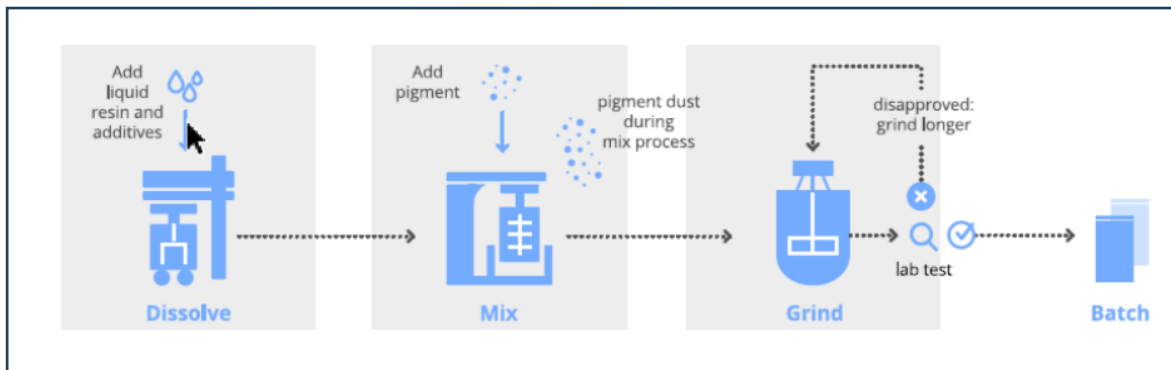 Add
liquid
resin and
additives
Dissolve
Add
pigment
pigment dust
during
mix process
Mix
disapproved:
grind longer
lab test
Grind
Batch